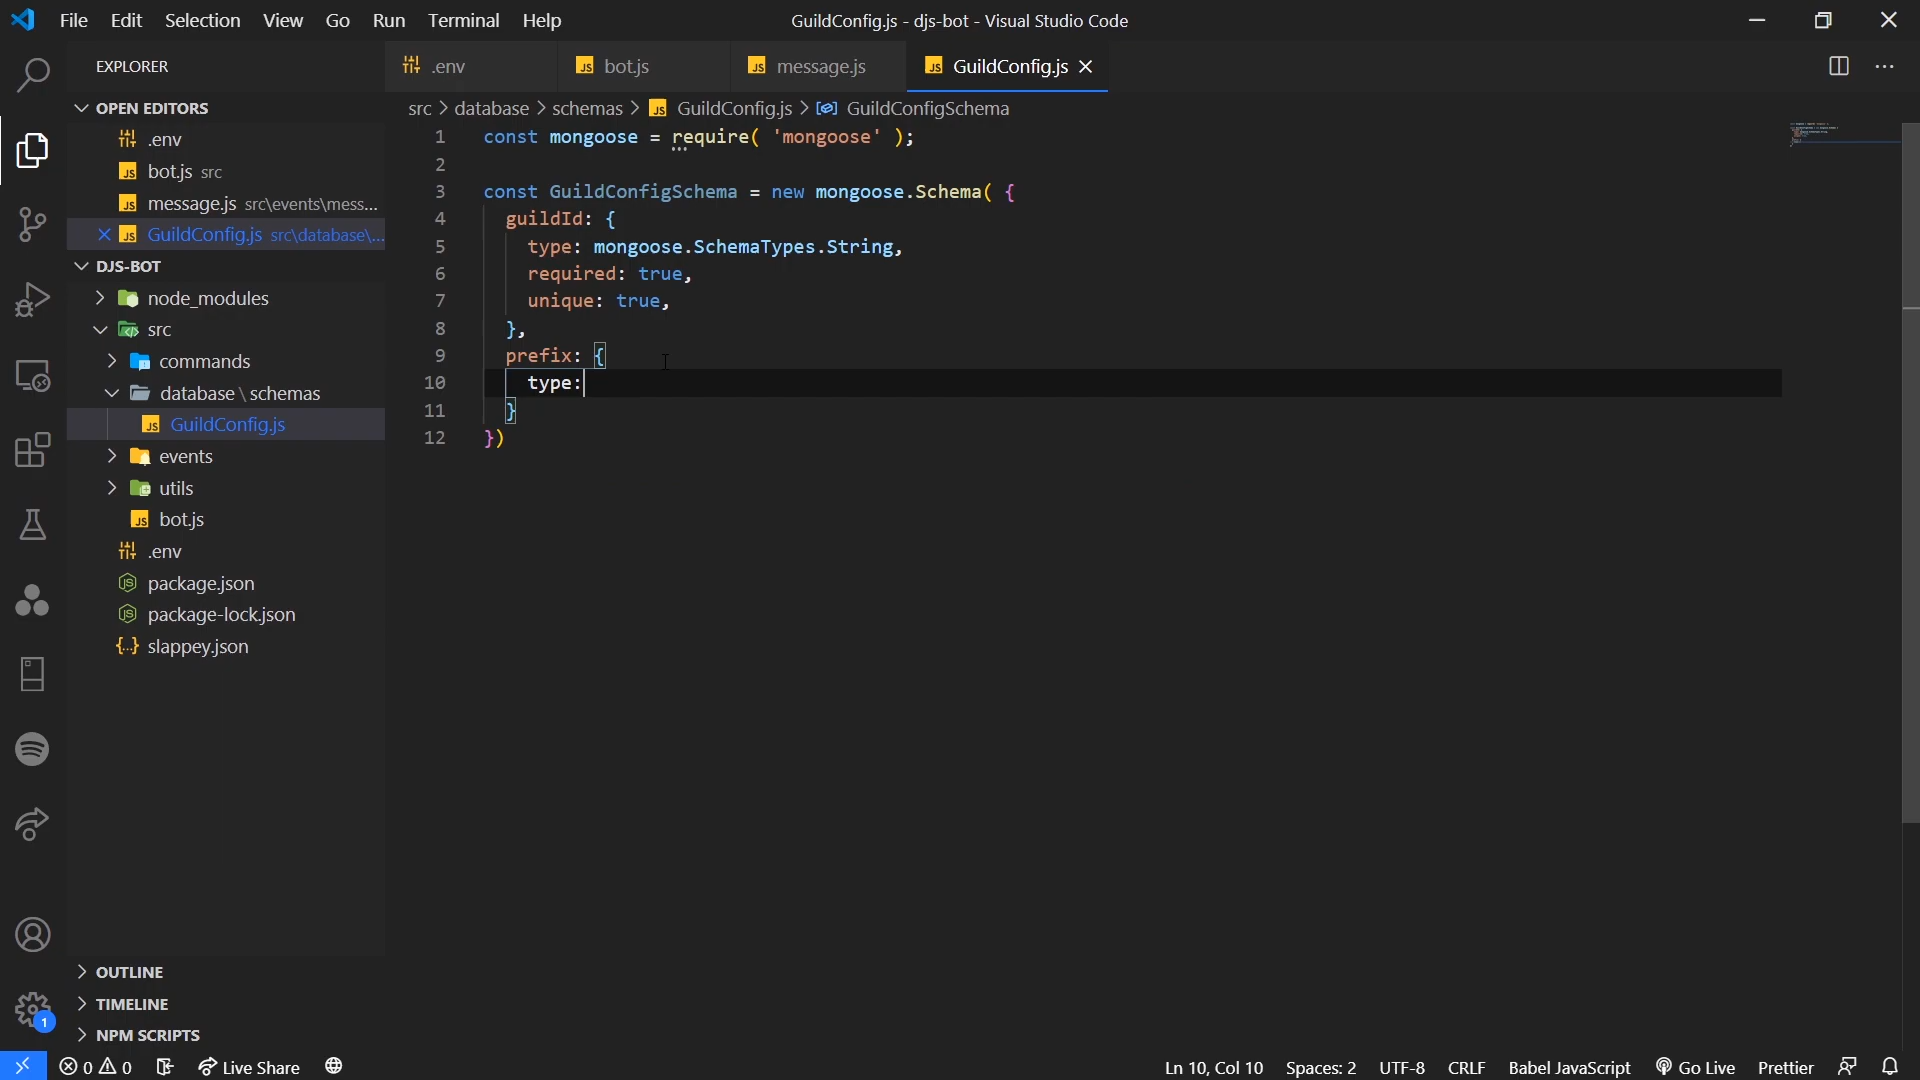 File Edit Selection View Go Run Terminal Help
GuildConfig.js - djs-bot - Visual Studio Code
EXPLORER
OPEN EDITORS
.env
bot.js src
message.js src\events\mess...
GuildConfig.js src\database\...
DJS-BOT
node_modules
src
commands
database \ schemas
GuildConfig.js
events
utils
bot.js
.env
package.json
package-lock.json
slappey.json
OUTLINE
TIMELINE
NPM SCRIPTS
.env bot.js message.js GuildConfig.js
src > database > schemas > GuildConfig.js > GuildConfigSchema
1 const mongoose = require( 'mongoose' );
2
3 const GuildConfigSchema = new mongoose.Schema( {
4 guildId: {
5 type: mongoose.SchemaTypes.String,
6 required: true,
7 unique: true,
8 },
9 prefix: {
10 type:
11 }
12 })
1
0 0 Live Share Ln 10, Col 10 Spaces: 2 UTF-8 CRLF Babel JavaScript Go Live Prettier